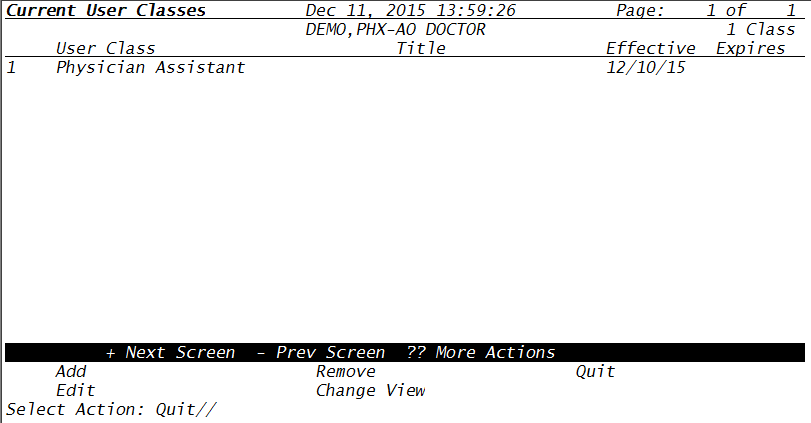 Current User Classes Dec 11, 2015 13:59:26 Page: 1 of 1
DEMO,PHX-AO DOCTOR 1 Class
User Class Title Effective Expires
1 Physician Assistant 12/10/15
+ Next Screen - Prev Screen ?? More Actions
Add Remove Quit
Edit Change View
Select Action: Quit//